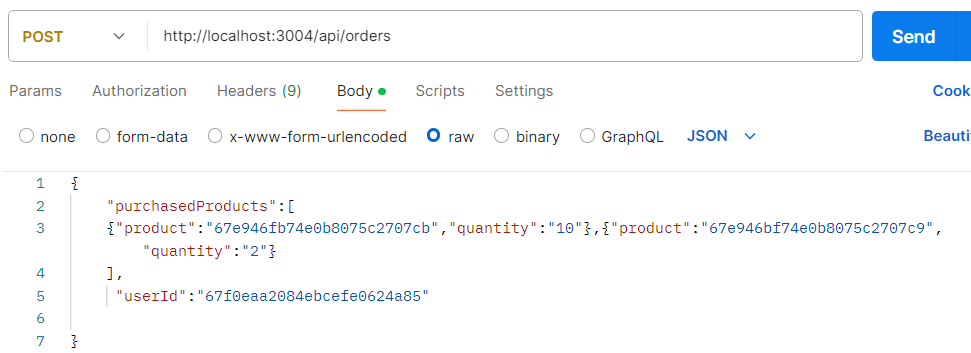 POST http://localhost:3004/api/orders Send
Params Authorization Headers (9) Body Scripts Settings Cook
none form-data x-www-form-urlencoded raw binary GraphQL JSON Beauti
1 {
2 "purchasedProducts":[
3 {"product":"67e946fb74e0b8075c2707cb","quantity":"10"},{"product":"67e946bf74e0b8075c2707c9",
"quantity":"2"}
4 ],
5 "userId":"67f0eaa2084ebcefe0624a85"
6
7 }